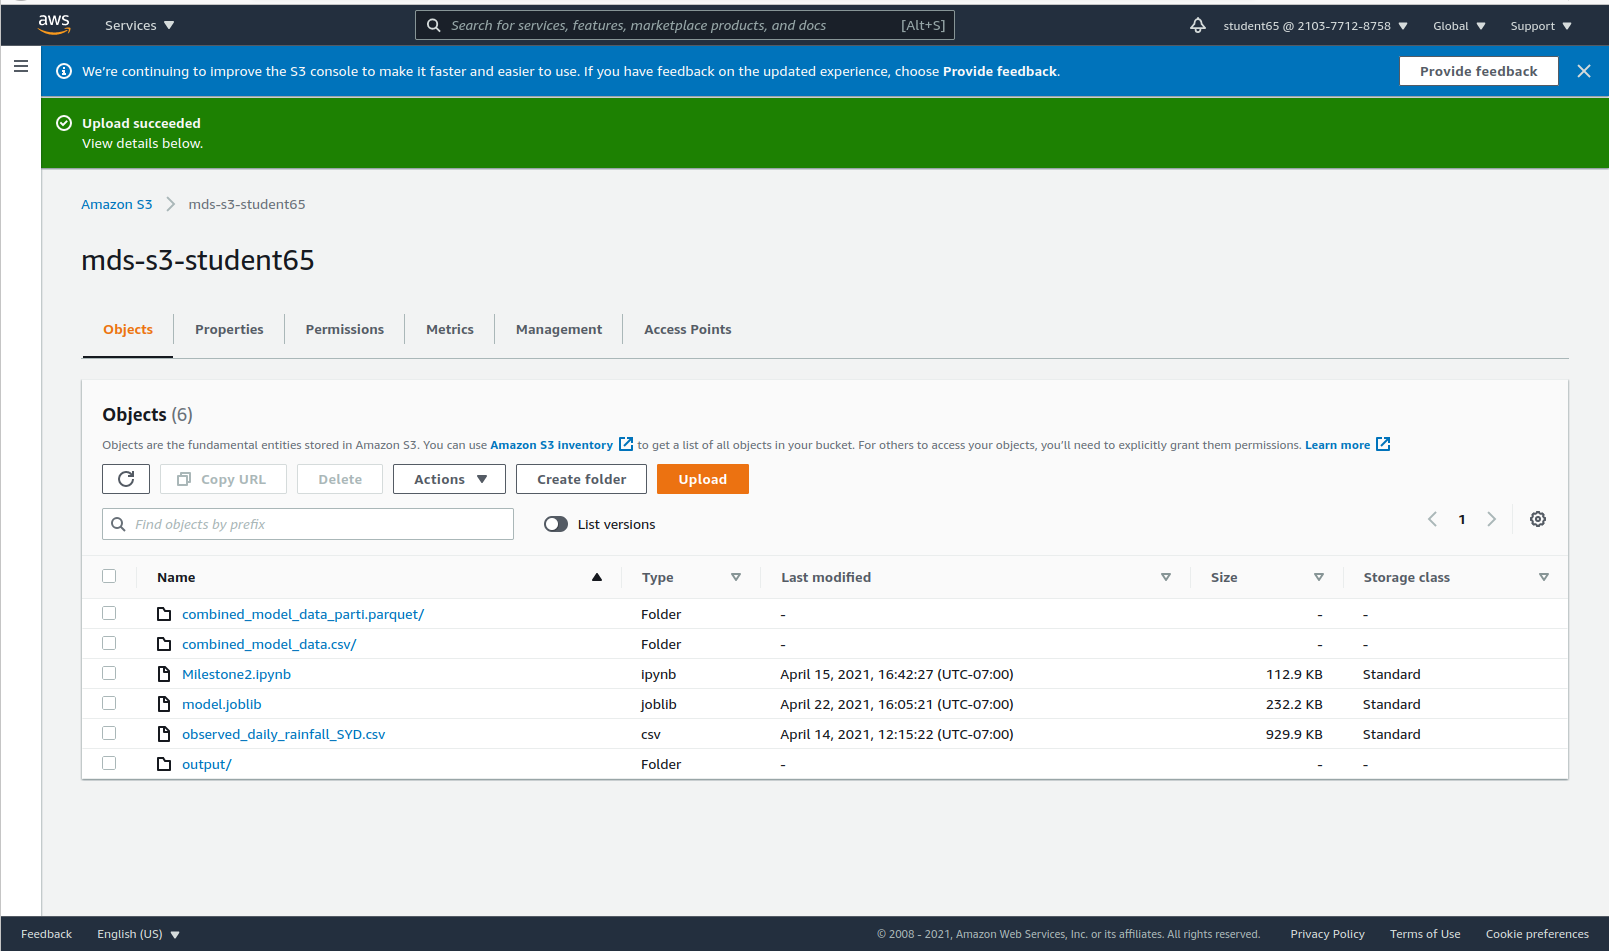 aws
Services
Search for services, features, marketplace products, and docs [Alt+S]
student65 @ 2103-7712-8758
Global
Support
We're continuing to improve the S3 console to make it faster and easier to use. If you have feedback on the updated experience, choose Provide feedback.
Provide feedback
Upload succeeded
View details below.
Amazon S3
mds-s3-student65
mds-s3-student65
Objects
Properties
Permissions
Metrics
Management
Access Points
Objects (6)
Objects are the fundamental entities stored in Amazon S3. You can use Amazon S3 inventory to get a list of all objects in your bucket. For others to access your objects, you'll need to explicitly grant them permissions. Learn more
Copy URL
Delete
Actions
Create folder
Upload
Find objects by prefix
List versions
1
Name Type Last modified Size Storage class
combined_model_data_parti.parquet/ Folder - - -
combined_model_data.csv/ Folder - - -
Milestone2.ipynb ipynb April 15, 2021, 16:42:27 (UTC-07:00) 112.9 KB Standard
model.joblib joblib April 22, 2021, 16:05:21 (UTC-07:00) 232.2 KB Standard
observed_daily_rainfall_SYD.csv csv April 14, 2021, 12:15:22 (UTC-07:00) 929.9 KB Standard
output/ Folder - - -
Feedback
English (US)
© 2008 - 2021, Amazon Web Services, Inc. or its affiliates. All rights reserved.
Privacy Policy
Terms of Use
Cookie preferences